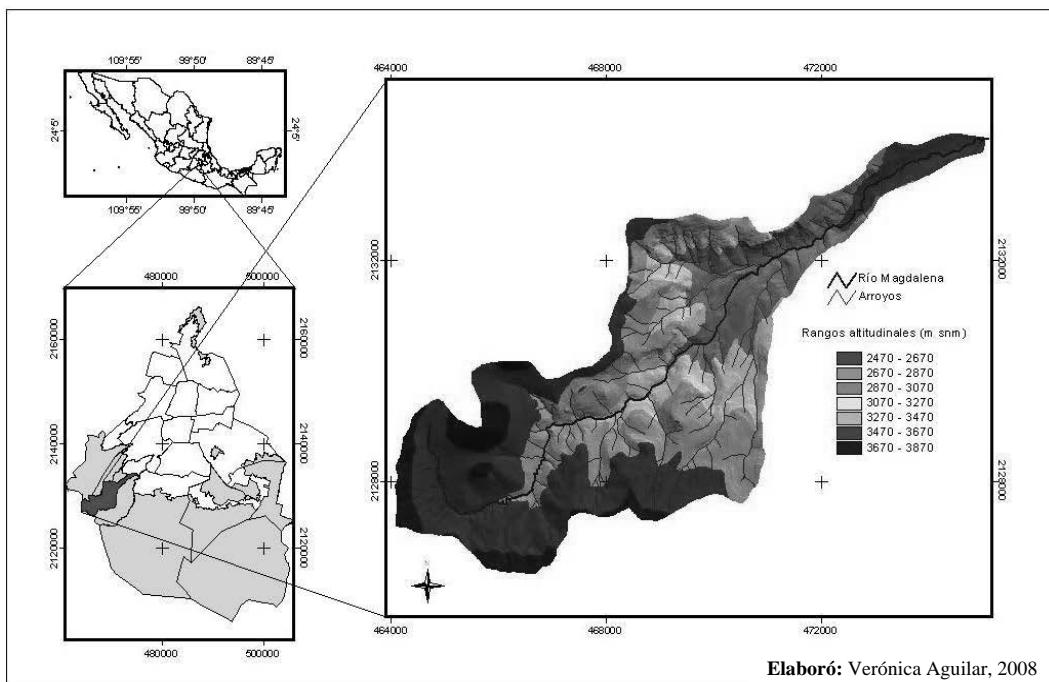 109°55' 99°50' 89°45'
24°5' 24°5'
109°55' 99°50' 89°45'
480000 500000
2160000 2160000
2140000 2140000
2120000 2120000
480000 500000
464000 468000 472000
2132000 2132000
2128000 2128000
464000 468000 472000
Río Magdalena
Arroyos
Rangos altitudinales (m snm)
2470 - 2670
2670 - 2870
2870 - 3070
3070 - 3270
3270 - 3470
3470 - 3670
3670 - 3870
Elaboró: Verónica Aguilar, 2008